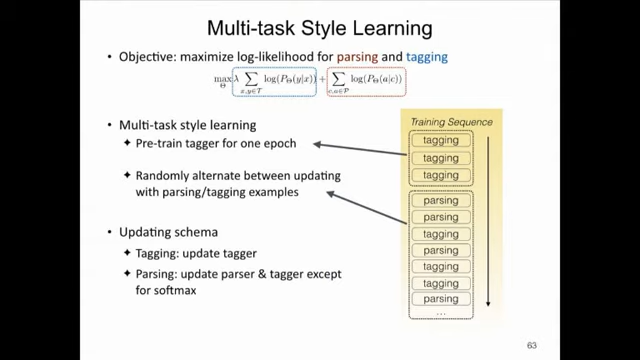 Multi-task Style Learning
• Objective: maximize log-likelihood for parsing and tagging
max_Θ λ ∑_{x,y∈𝒯} log(P_Θ(y|x)) + ∑_{c,a∈𝒫} log(P_Θ(a|c))
• Multi-task style learning
✦ Pre-train tagger for one epoch
✦ Randomly alternate between updating
with parsing/tagging examples
• Updating schema
✦ Tagging: update tagger
✦ Parsing: update parser & tagger except
for softmax
Training Sequence
tagging
tagging
tagging
parsing
parsing
tagging
parsing
tagging
tagging
parsing
...
63